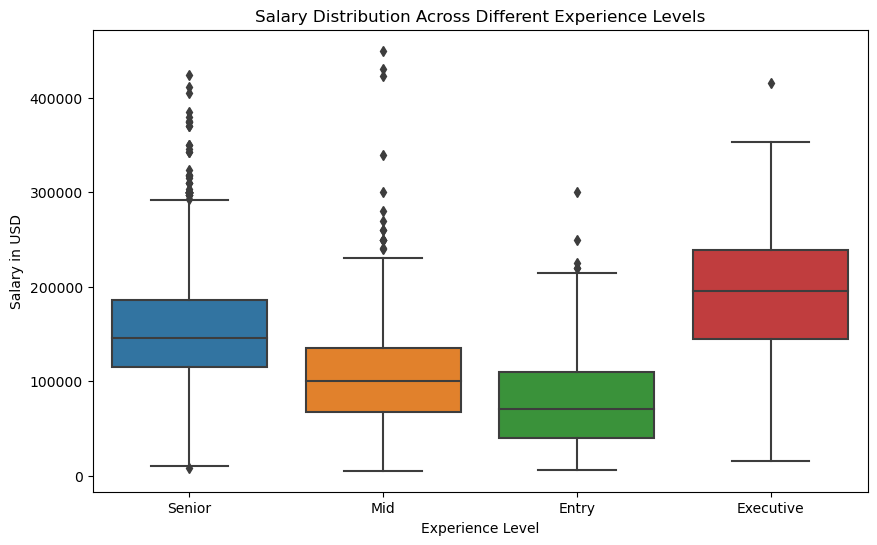 Salary Distribution Across Different Experience Levels
Salary in USD
400000
300000
200000
100000
0
Senior Mid Entry Executive
Experience Level